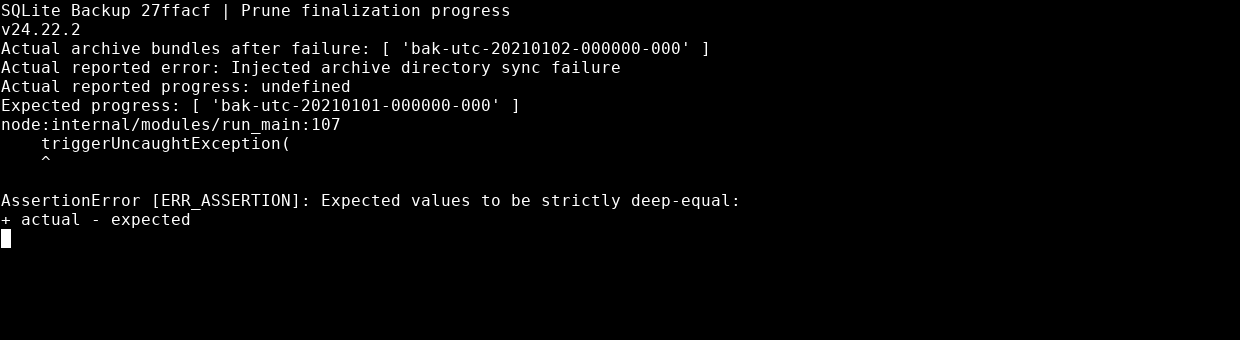 SQLite Backup 27ffacf | Prune finalization progress
v24.22.2
Actual archive bundles after failure: [ 'bak-utc-20210102-000000-000' ]
Actual reported error: Injected archive directory sync failure
Actual reported progress: undefined
Expected progress: [ 'bak-utc-20210101-000000-000' ]
node:internal/modules/run_main:107
    triggerUncaughtException(
    ^
AssertionError [ERR_ASSERTION]: Expected values to be strictly deep-equal:
+ actual - expected